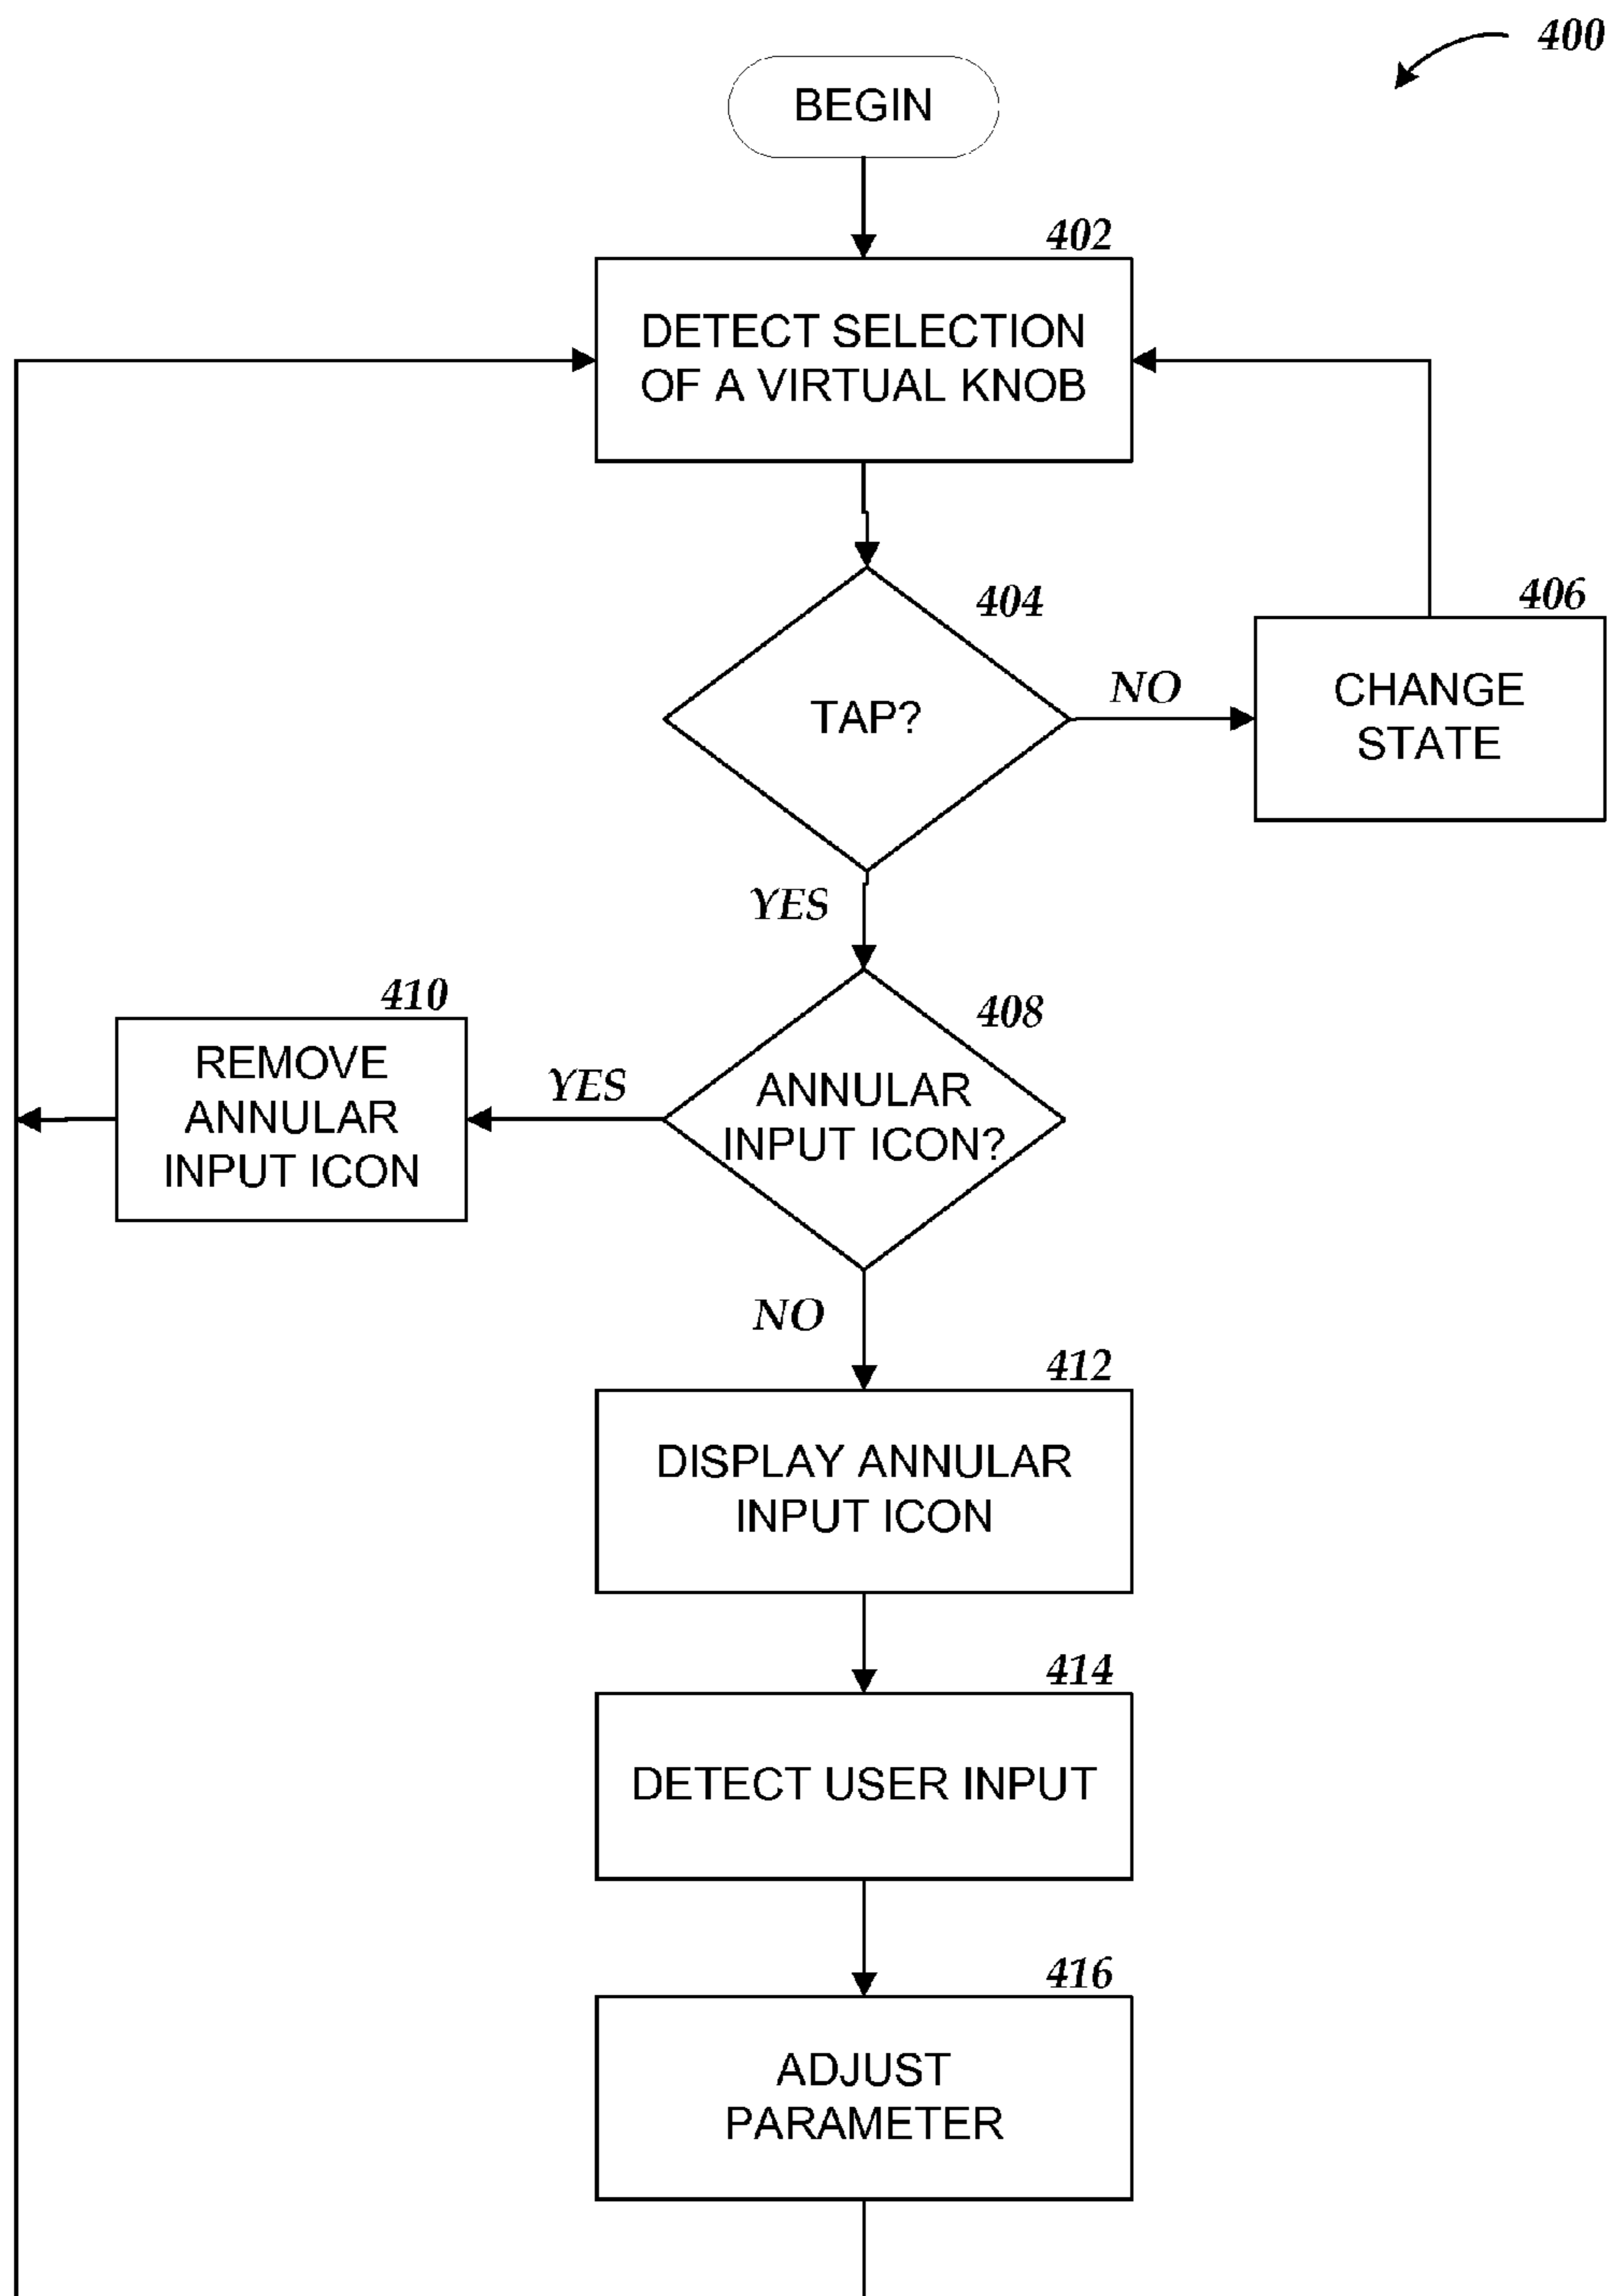 400
BEGIN
402
DETECT SELECTION
OF A VIRTUAL KNOB
404
TAP?
NO
406
CHANGE
STATE
YES
408
ANNULAR
INPUT ICON?
YES
410
REMOVE
ANNULAR
INPUT ICON
NO
412
DISPLAY ANNULAR
INPUT ICON
414
DETECT USER INPUT
416
ADJUST
PARAMETER